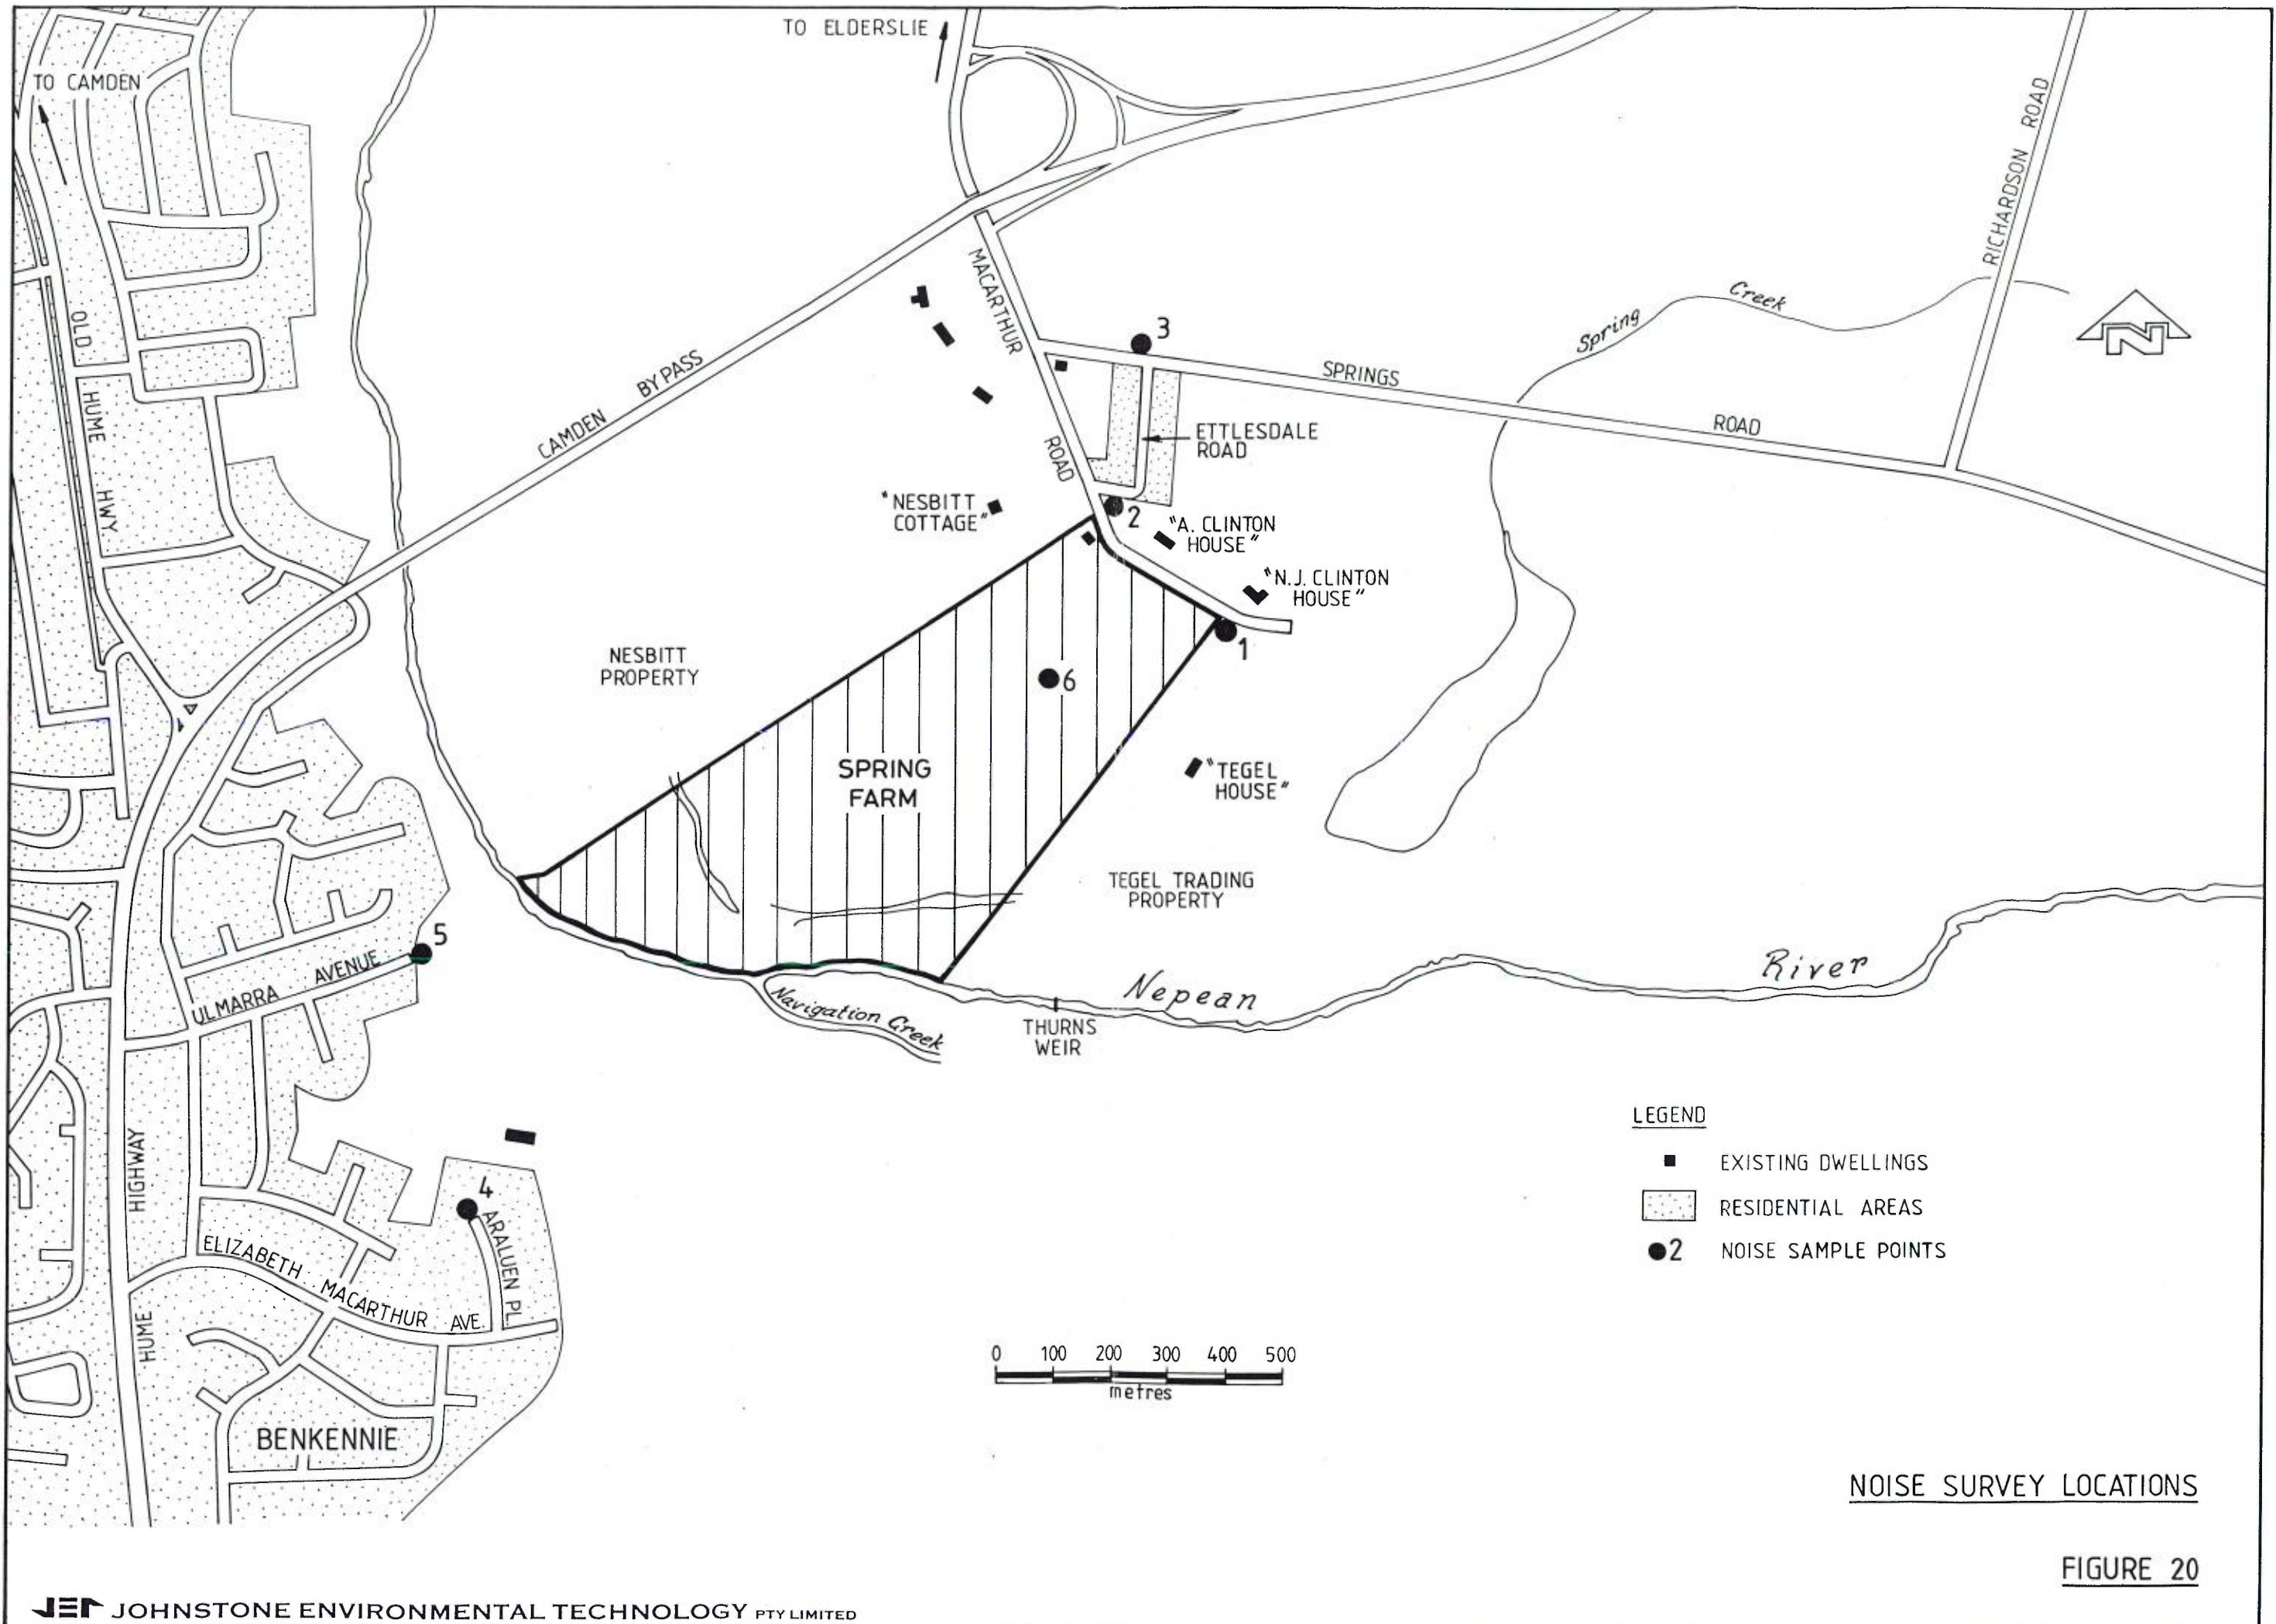 TO ELDERSLIE
TO CAMDEN
RICHARDSON ROAD
MACARTHUR
ROAD
OLD
HUME
HWY
CAMDEN BYPASS
3
Spring Creek
N
SPRINGS
ROAD
ETTLESDALE
ROAD
"NESBITT
COTTAGE"
2
"A. CLINTON
HOUSE"
"N.J. CLINTON
HOUSE"
1
NESBITT
PROPERTY
6
SPRING
FARM
"TEGEL
HOUSE"
TEGEL TRADING
PROPERTY
5
ULMARRA AVENUE
Nepean
River
Navigation Creek
THURNS
WEIR
HIGHWAY
HUME
4
ARALUEN PL.
ELIZABETH MACARTHUR AVE.
BENKENNIE
LEGEND
EXISTING DWELLINGS
RESIDENTIAL AREAS
2 NOISE SAMPLE POINTS
0 100 200 300 400 500
metres
NOISE SURVEY LOCATIONS
FIGURE 20
JET JOHNSTONE ENVIRONMENTAL TECHNOLOGY PTY LIMITED